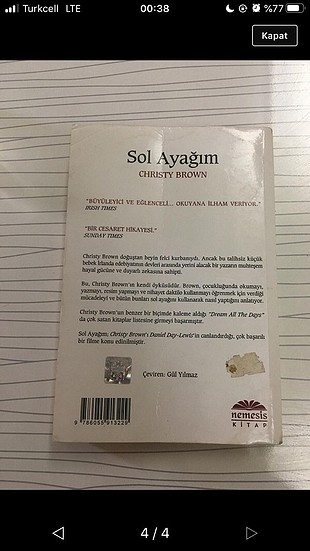 Turkcell LTE
00:38
%77
Kapat
Sol Ayağım
CHRISTY BROWN
"BÜYÜLEYİCİ VE EĞLENCELİ... OKUYANA İLHAM VERİYOR."
IRISH TIMES
"BİR CESARET HİKAYESİ."
SUNDAY TIMES
Christy Brown doğuştan beyin felci kurbanıydı. Ancak bu talihsiz küçük
bebek İrlanda edebiyatının devleri arasında yerini alacak bir yazarın muhteşem
hayal gücüne ve duyarlı zekasına sahipti.
Bu, Christy Brown'ın kendi öyküsüdür. Brown, çocukluğunda okumayı,
yazmayı, resim yapmayı ve nihayet daktilo kullanmayı öğrenmek için verdiği
mücadeleyi ve bütün bunları sol ayağını kullanarak nasıl yaptığını anlatıyor.
Christy Brown'un benzer bir biçimde kaleme aldığı "Dream All The Days"
da çok satan kitaplar listesine girmeyi başarmıştır.
Sol Ayağım; Christy Brown'ı Daniel Day-Lewis'in canlandırdığı, çok başarılı
bir filme konu edinilmiştir.
Çeviren: Gül Yılmaz
nemesis
KİTAP
9 786055 913229
4 / 4